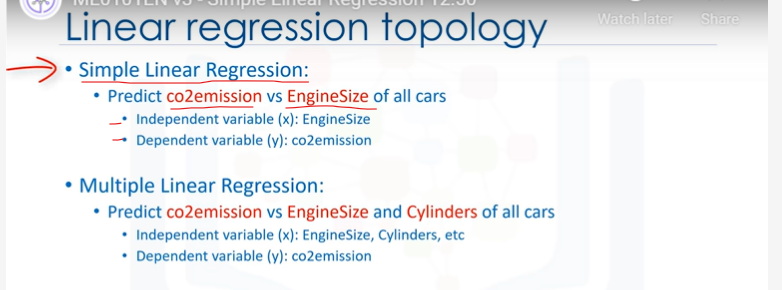 ML0101EN v3 - Simple Linear Regression 12:50
Watch later Share
Linear regression topology
• Simple Linear Regression:
• Predict co2emission vs EngineSize of all cars
• Independent variable (x): EngineSize
• Dependent variable (y): co2emission
• Multiple Linear Regression:
• Predict co2emission vs EngineSize and Cylinders of all cars
• Independent variable (x): EngineSize, Cylinders, etc
• Dependent variable (y): co2emission